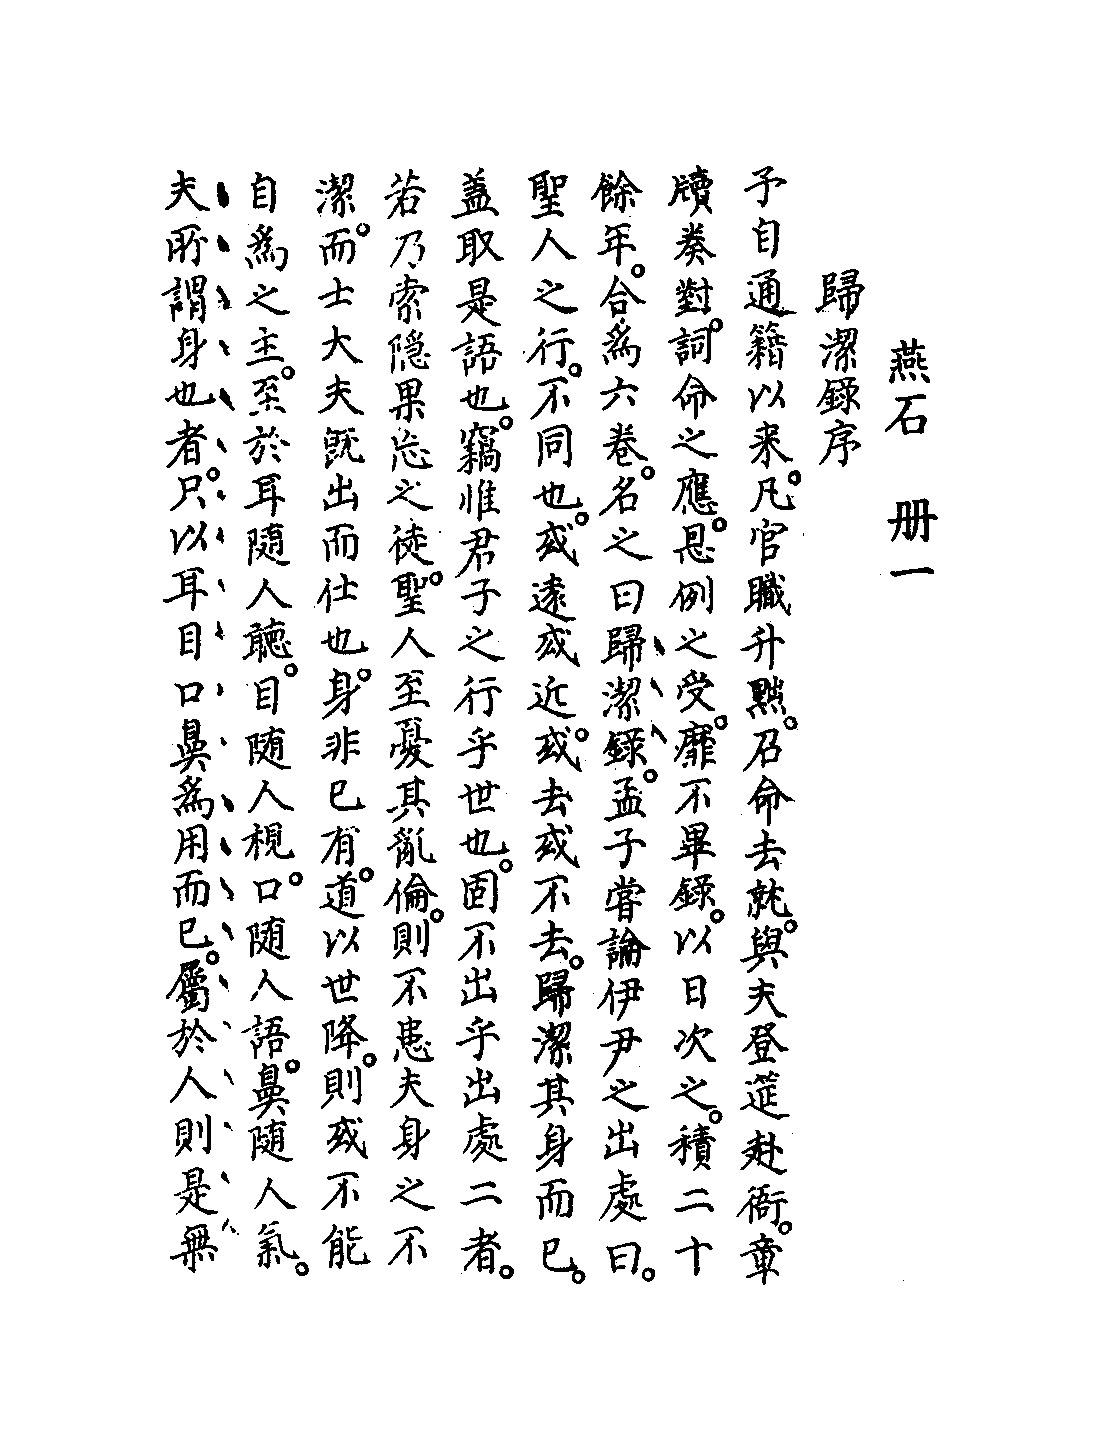 燕石 册一
歸潔錄序
予自通籍以来。凡官職升黜。召命去就。與夫登筵赴衙。章
牘奏對。詞命之應。恩例之受。靡不畢錄。以日次之。積二十
餘年。合爲六卷。名之曰歸潔錄。孟子嘗論伊尹之出處曰。
聖人之行。不同也。或遠或近。或去或不去。歸潔其身而已。
蓋取是語也。竊惟君子之行乎世也。固不出乎出處二者。
若乃索隐果忘之徒。聖人至憂其亂倫。則不患夫身之不
潔。而士大夫既出而仕也。身非已有。道以世降。則或不能
自爲之主。至於耳隨人聽。目随人視。口随人語。鼻随人氣。
夫所謂身也者。只以耳目口鼻爲用而已。屬於人則是無